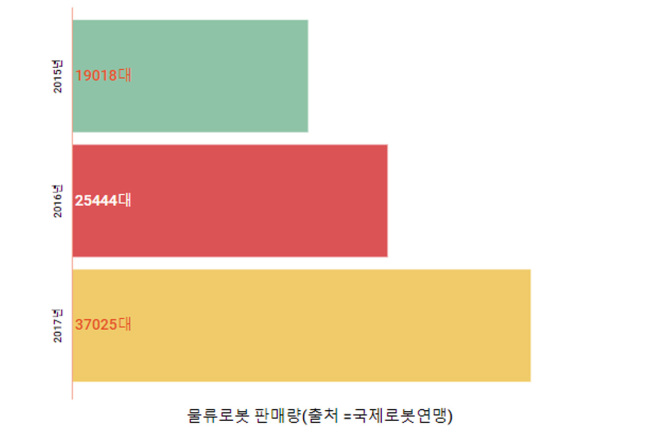 2015년
19018대
2016년
25444대
2017년
37025대
물류로봇 판매량(출처 =국제로봇연맹)